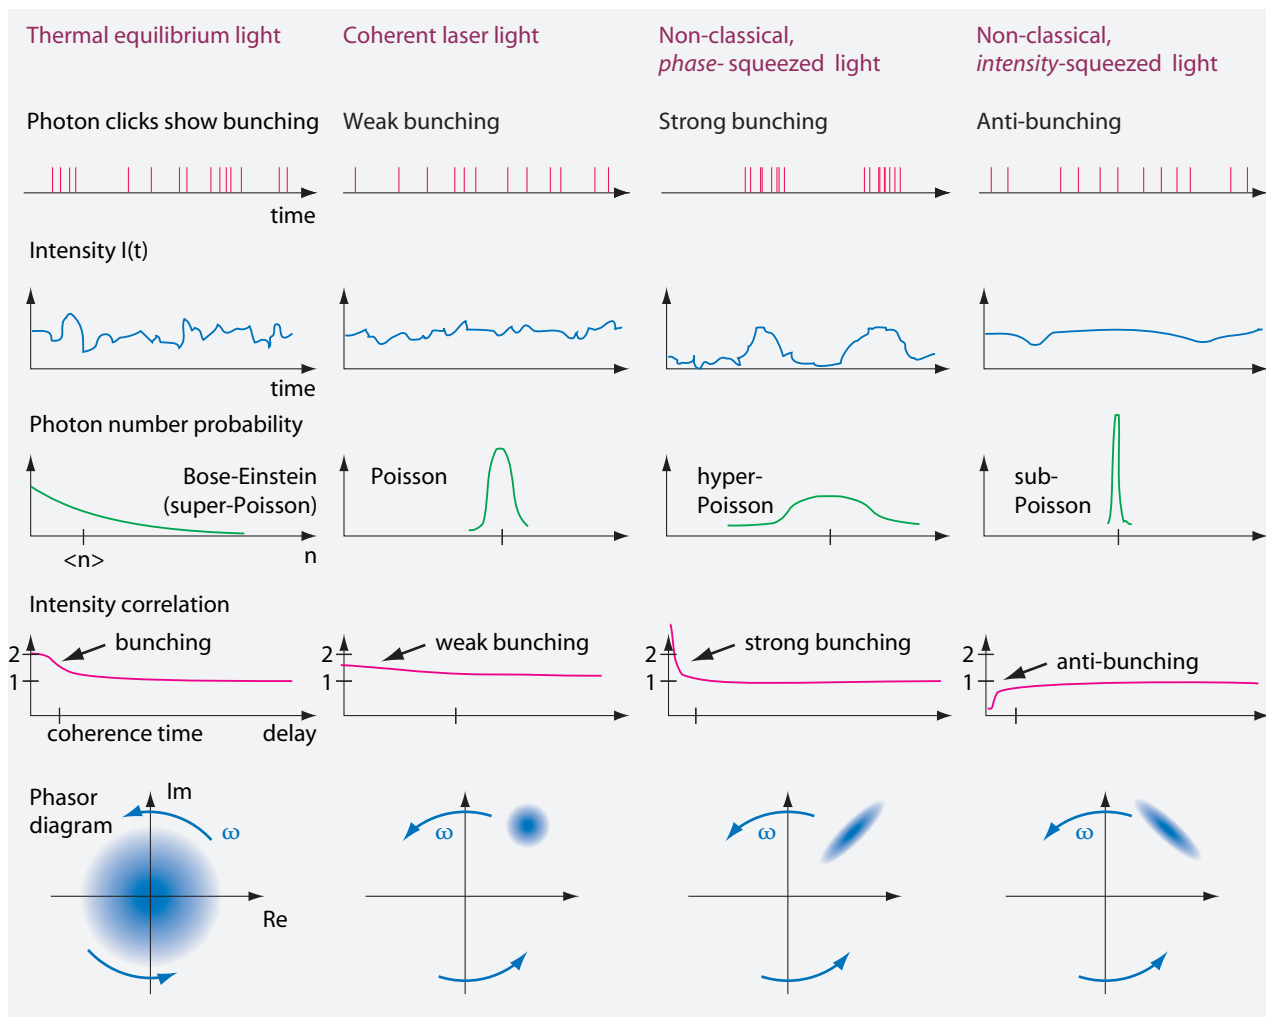 Thermal equilibrium light
Coherent laser light
Non-classical,
phase- squeezed light
Non-classical,
intensity-squeezed light
Photon clicks show bunching
Weak bunching
Strong bunching
Anti-bunching
time
Intensity I(t)
time
Photon number probability
Bose-Einstein
(super-Poisson)
<n>
n
Poisson
hyper-
Poisson
sub-
Poisson
Intensity correlation
2
1
bunching
coherence time
delay
2
1
weak bunching
2
1
strong bunching
2
1
anti-bunching
Phasor
diagram
Im
ω
Re
ω
ω
ω